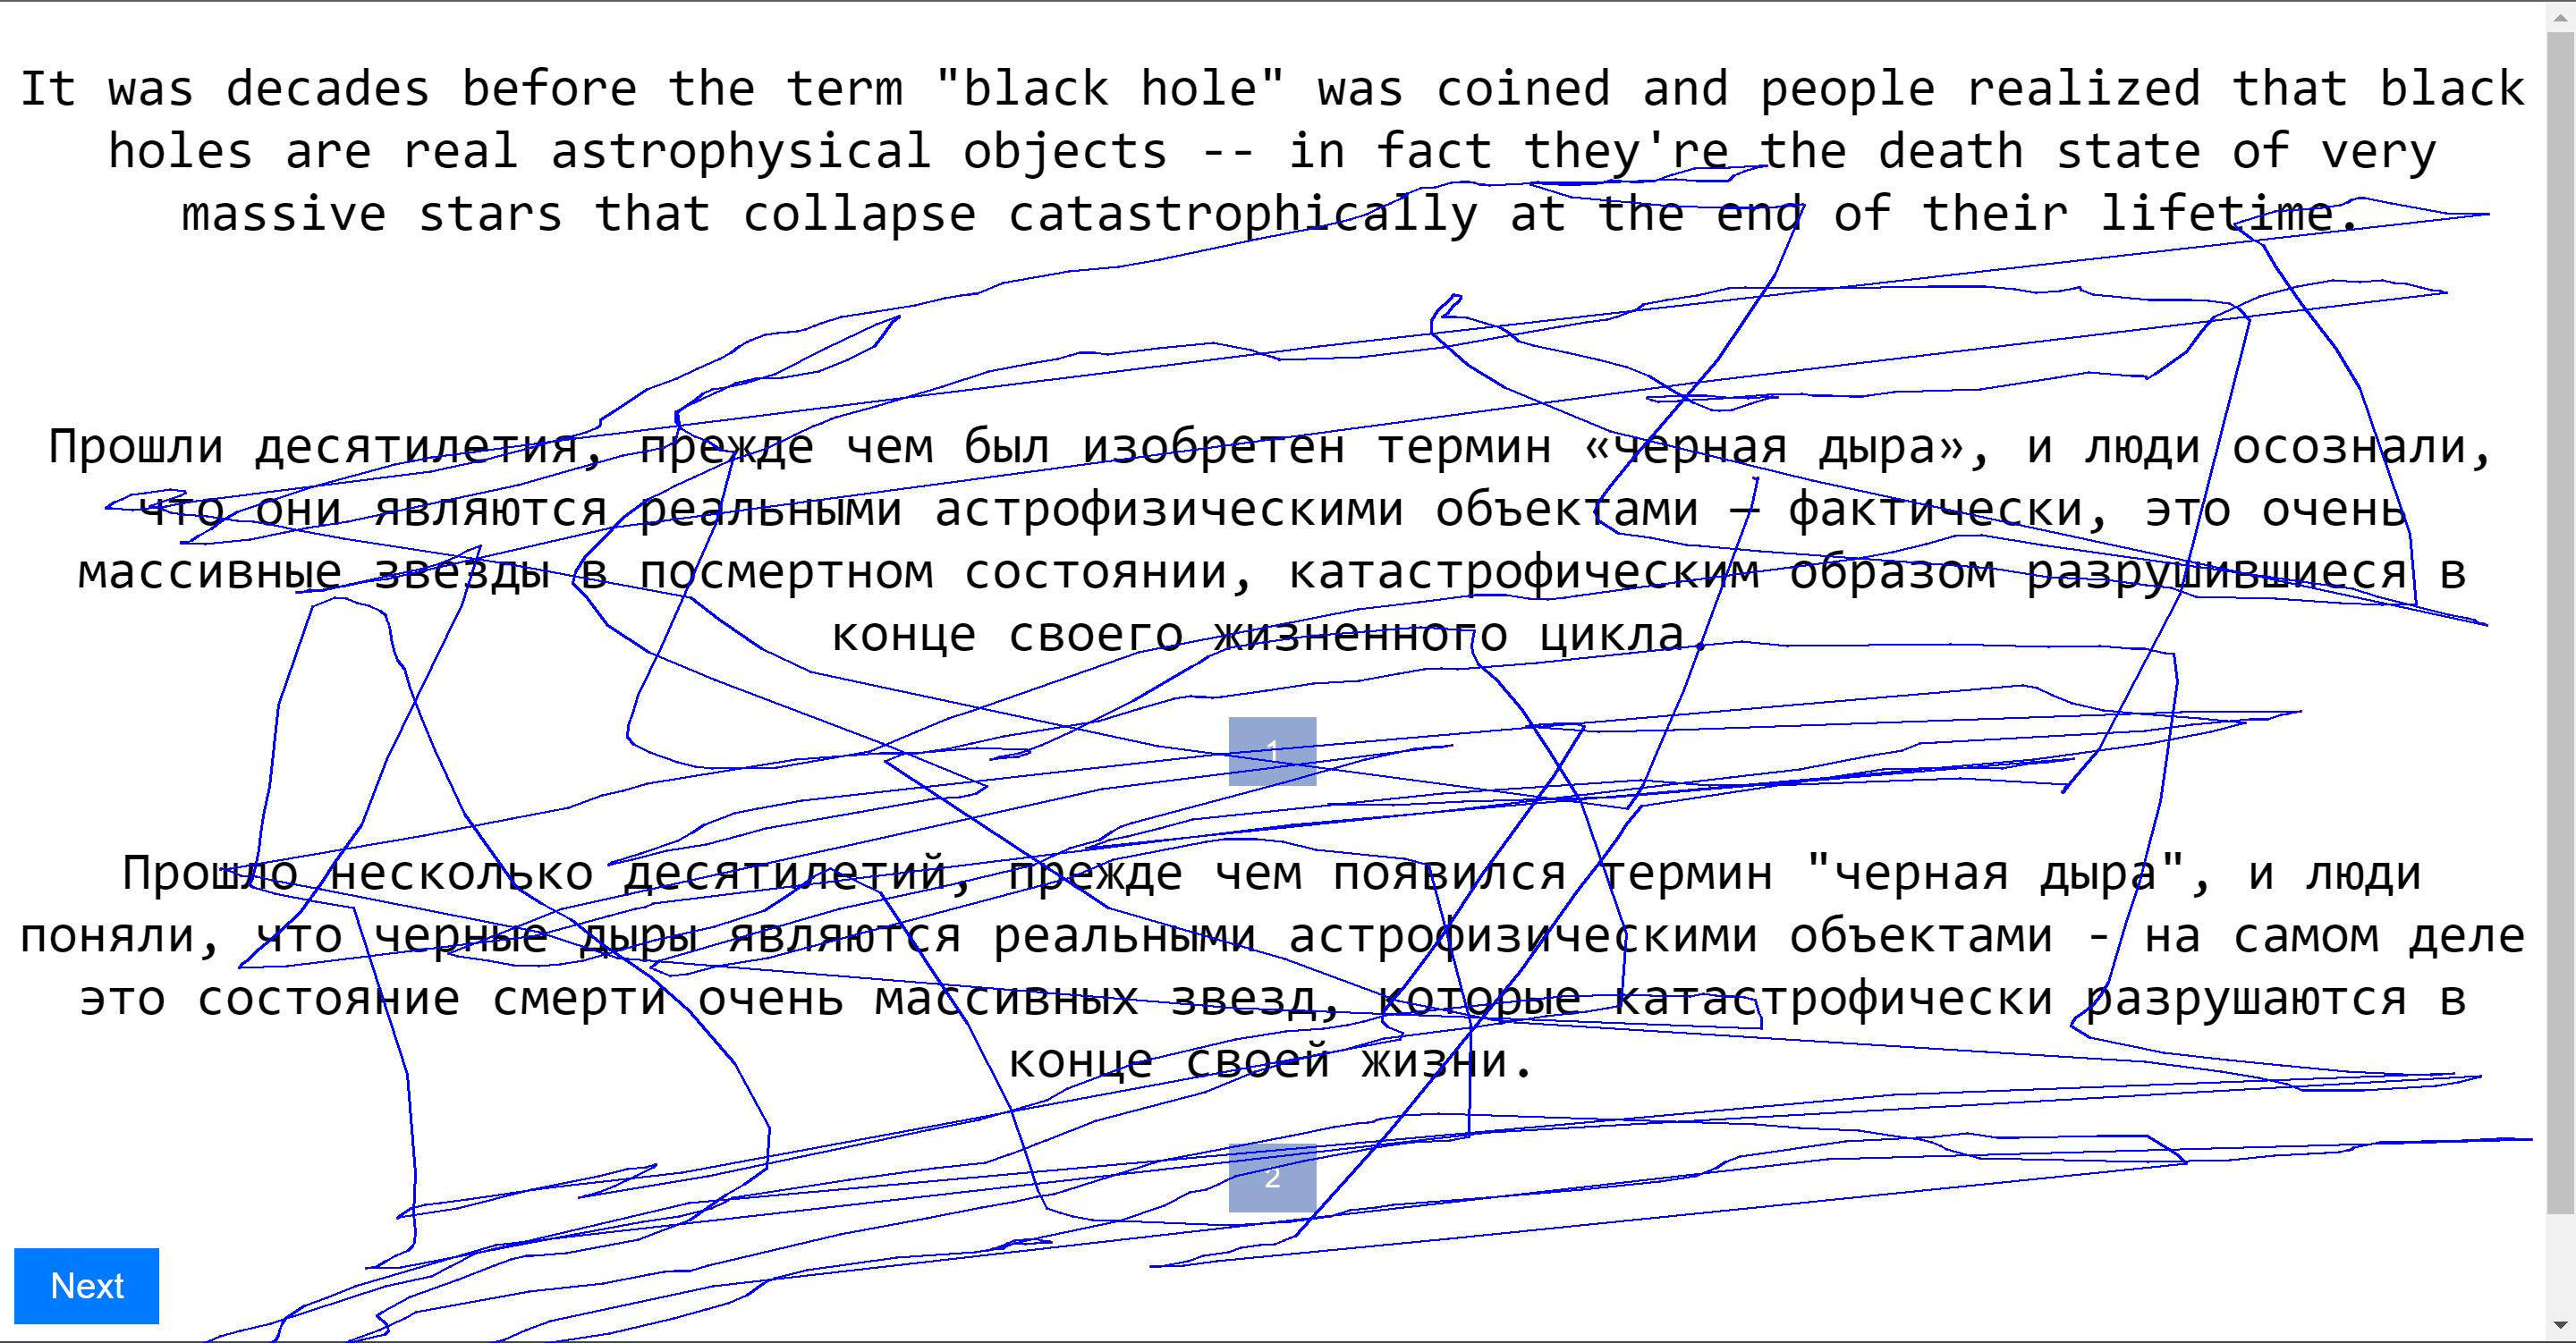 It was decades before the term "black hole" was coined and people realized that black
holes are real astrophysical objects -- in fact they're the death state of very
massive stars that collapse catastrophically at the end of their lifetime.
Прошли десятилетия, прежде чем был изобретен термин «черная дыра», и люди осознали,
что они являются реальными астрофизическими объектами — фактически, это очень
массивные звезды в посмертном состоянии, катастрофическим образом разрушившиеся в
конце своего жизненного цикла.
1
Прошло несколько десятилетий, прежде чем появился термин "черная дыра", и люди
поняли, что черные дыры являются реальными астрофизическими объектами - на самом деле
это состояние смерти очень массивных звезд, которые катастрофически разрушаются в
конце своей жизни.
2
Next